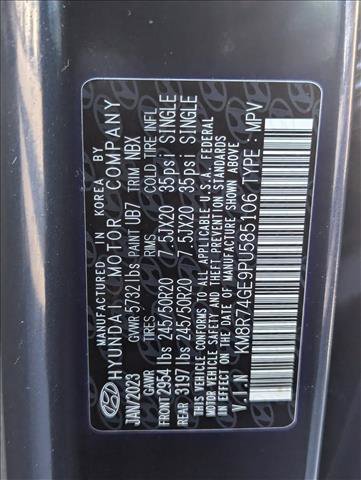 MANUFACTURED IN KOREA BY
HYUNDAI MOTOR COMPANY
JAN/2023 GVWR 5732 lbs PAINT UB7 TRIM NBX
GAWR TIRES RIMS COLD TIRE INFL
FRONT 2954 lbs 245/50R20 7.5JX20 35psi SINGLE
REAR 3197 lbs 245/50R20 7.5JX20 35psi SINGLE
THIS VEHICLE CONFORMS TO ALL APPLICABLE U.S.A. FEDERAL
MOTOR VEHICLE SAFETY BUMPER, AND THEFT PREVENTION
STANDARDS IN EFFECT ON THE DATE OF MANUFACTURE SHOWN ABOVE.
V.I.N : KM8R74GE9PU585106 TYPE : MPV